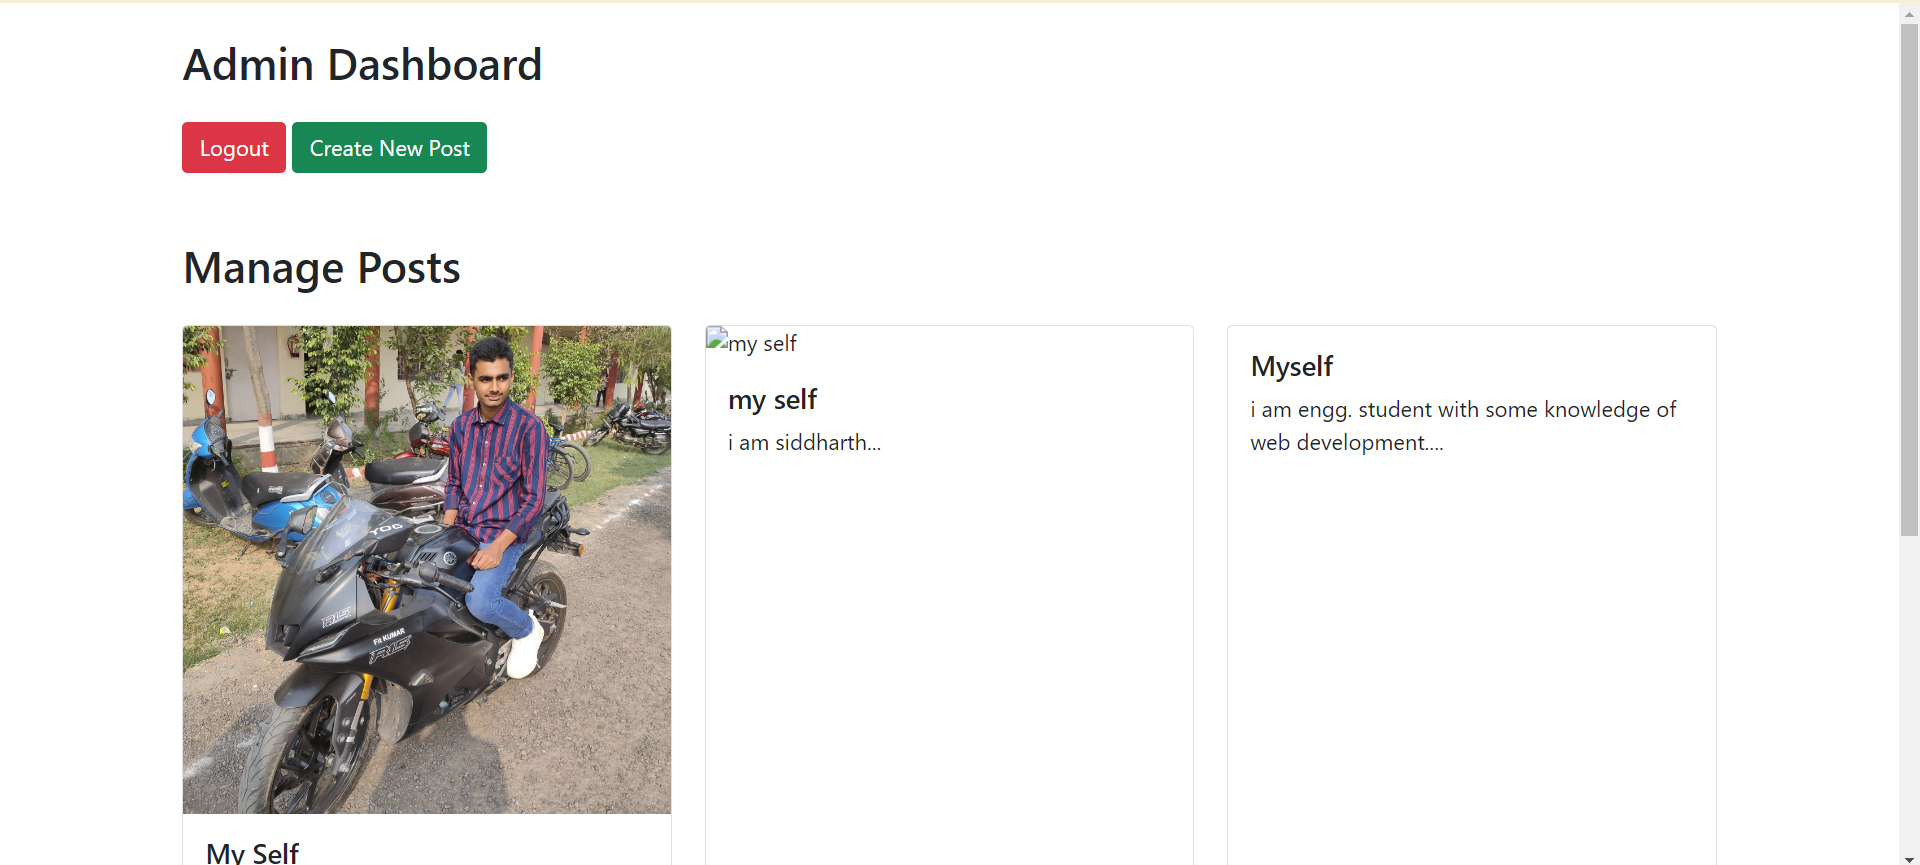 Admin Dashboard
Logout
Create New Post
Manage Posts
my self
my self
i am siddharth...
Myself
i am engg. student with some knowledge of
web development....
R15
Fit KUMAR
R15
My Self